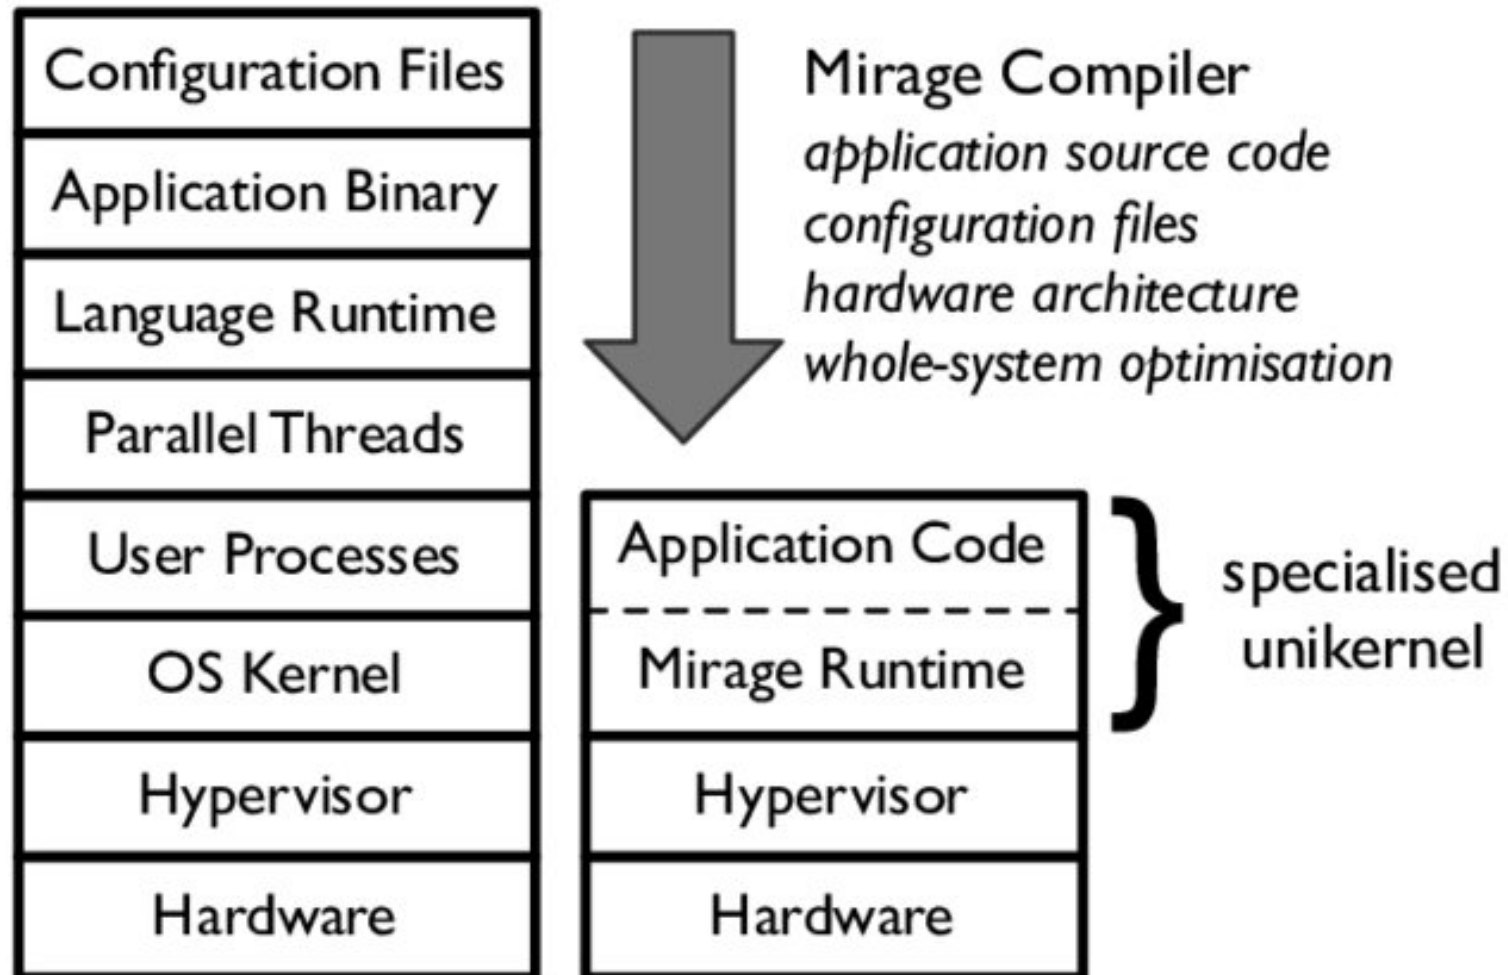 Configuration Files
Application Binary
Language Runtime
Parallel Threads
User Processes
OS Kernel
Hypervisor
Hardware
Mirage Compiler
application source code
configuration files
hardware architecture
whole-system optimisation
Application Code
Mirage Runtime
Hypervisor
Hardware
specialised
unikernel